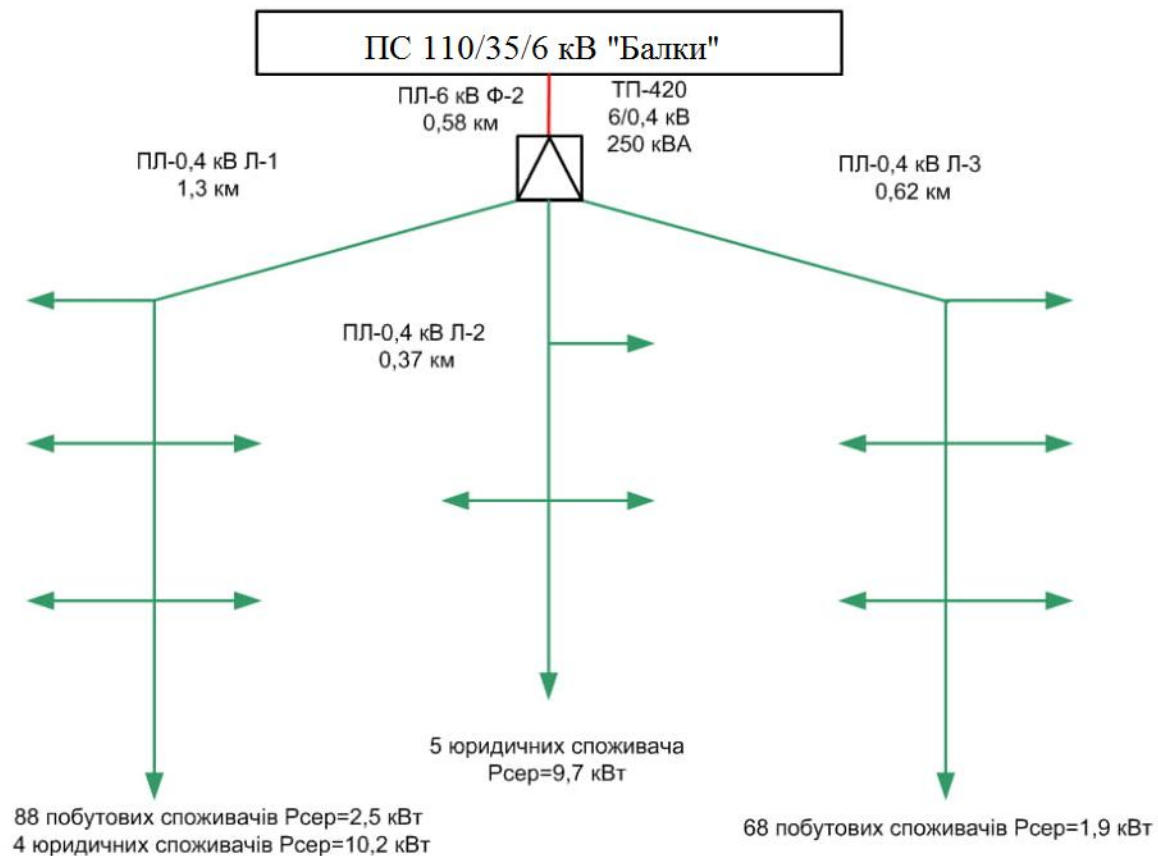 ПС 110/35/6 кВ "Балки"
ПЛ-6 кВ Ф-2
0,58 км
ТП-420
6/0,4 кВ
250 кВА
ПЛ-0,4 кВ Л-1
1,3 км
ПЛ-0,4 кВ Л-3
0,62 км
ПЛ-0,4 кВ Л-2
0,37 км
5 юридичних споживача
Рсер=9,7 кВт
88 побутових споживачів Рсер=2,5 кВт
4 юридичних споживачів Рсер=10,2 кВт
68 побутових споживачів Рсер=1,9 кВт